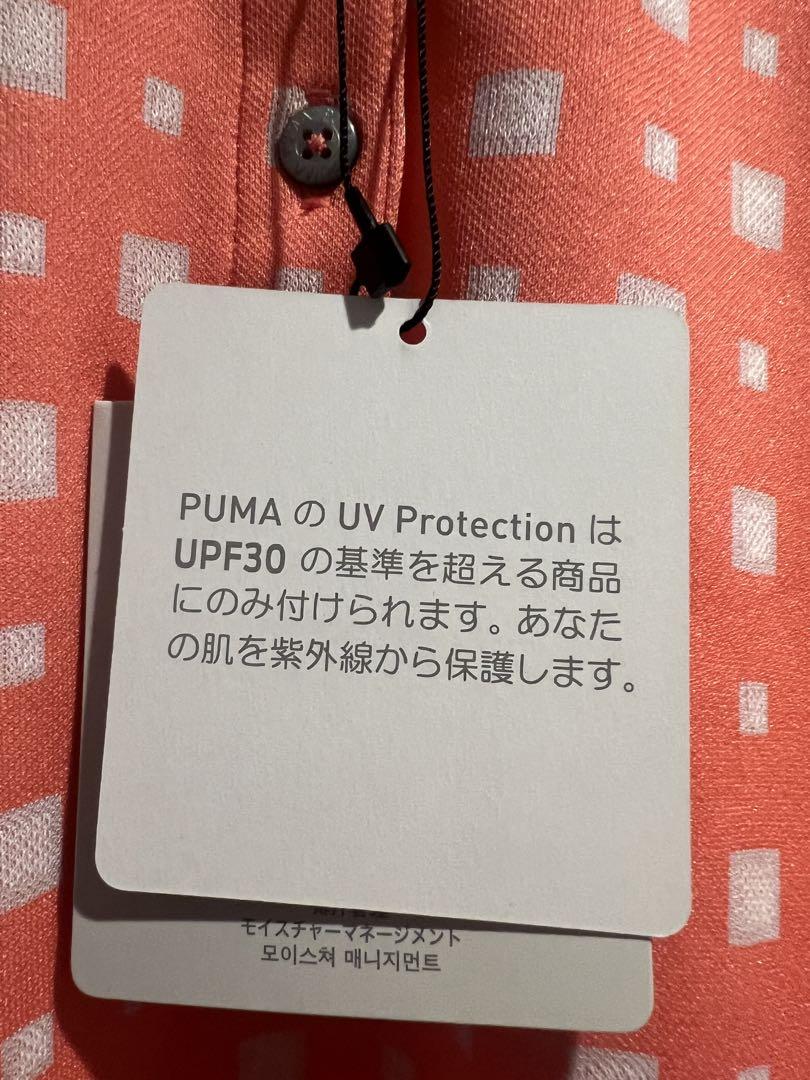 PUMA の UV Protection は
UPF30 の基準を超える商品
にのみ付けられます。あなた
の肌を紫外線から保護します。
モイスチャーマネージメント
모이스쳐 매니지먼트